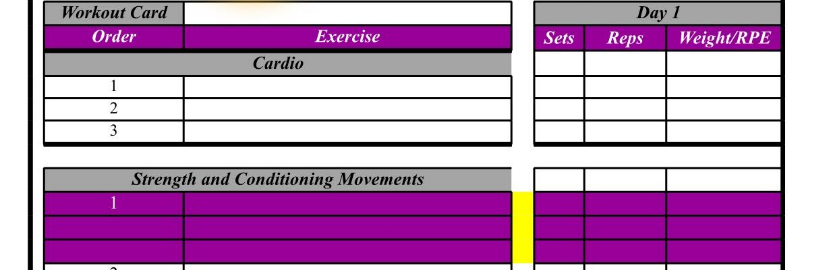 Workout Card Day 1
Order Exercise Sets Reps Weight/RPE
Cardio
1
2
3
Strength and Conditioning Movements
1